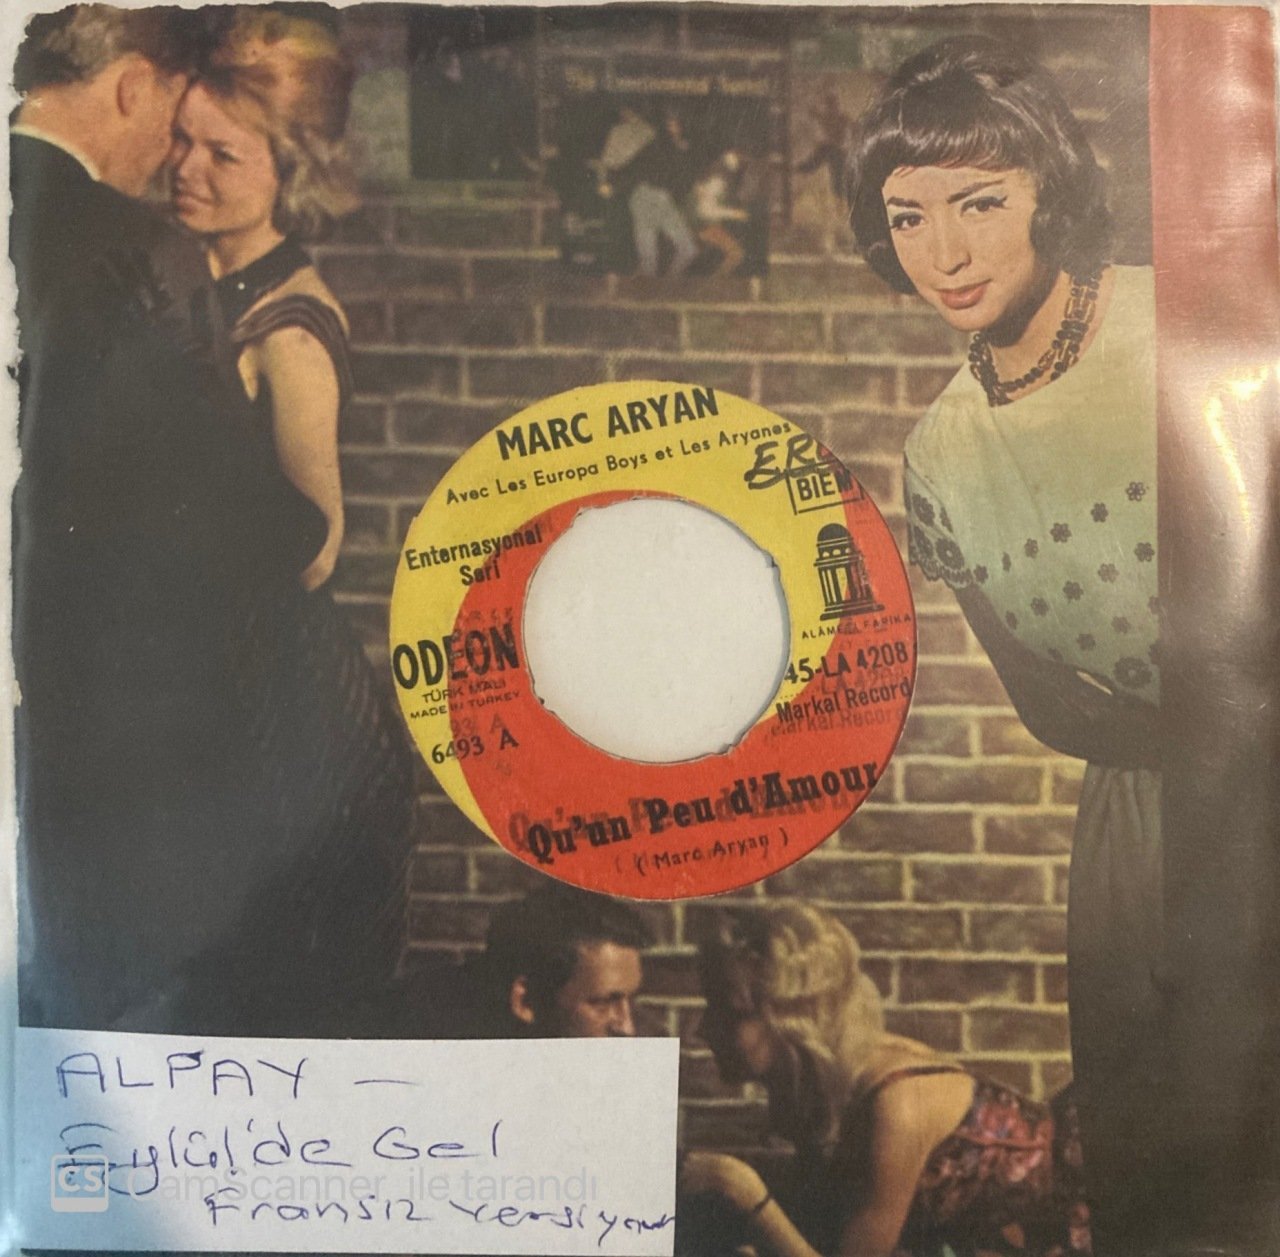 MARC ARYAN
Avec Les Europa Boys et Les Aryanes
BIEM
Enternasyonal
Seri
ODEON
TÜRK MALI
MADE IN TURKEY
6493 A
ALÂMETİ FARİKA
45-LA 4208
Markal Record
Qu'un Peu d'Amour
(Marc Aryan)
ALPAY —
Eylül'de Gel
Fransız versiyonu
CS CamScanner ile tarandı